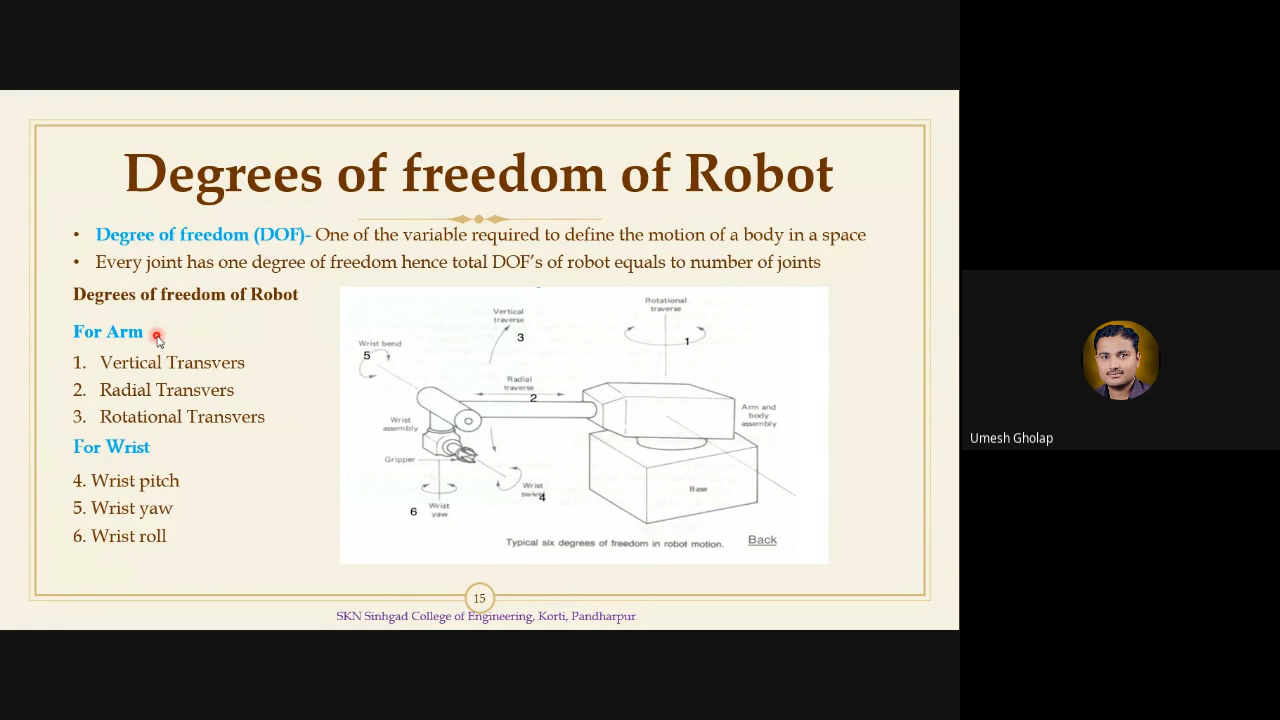 Degrees of freedom of Robot
• Degree of freedom (DOF)- One of the variable required to define the motion of a body in a space
• Every joint has one degree of freedom hence total DOF's of robot equals to number of joints
Degrees of freedom of Robot
For Arm
1. Vertical Transvers
2. Radial Transvers
3. Rotational Transvers
For Wrist
4. Wrist pitch
5. Wrist yaw
6. Wrist roll
Rotational
traverse
1
Vertical
traverse
3
Wrist bend
5
Radial
traverse
2
Wrist
assembly
Arm and
body
assembly
Gripper
Wrist
swivel
4
6
Wrist
yaw
Base
Typical six degrees of freedom in robot motion.
Back
15
SKN Sinhgad College of Engineering, Korti, Pandharpur
Umesh Gholap